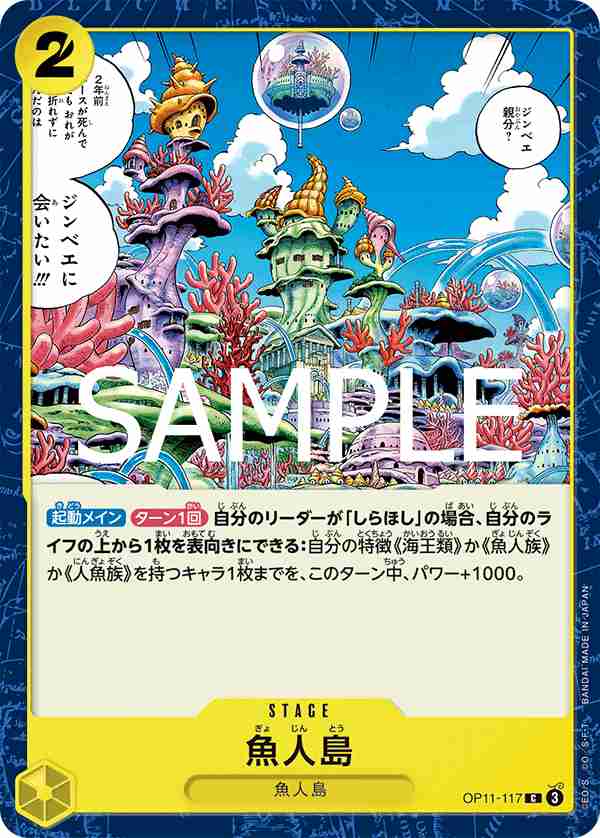 2
2年前
ースが死んで
も おれが
折れずに
だのは
ジンベエに
会いたい!!!
ジンベエ
親分?
SAMPLE
起動メイン ターン1回 自分のリーダーが「しらほし」の場合、自分のラ
イフの上から1枚を表向きにできる:自分の特徴《海王類》か《魚人族》
か《人魚族》を持つキャラ1枚までを、このターン中、パワー+1000。
STAGE
魚人島
魚人島
OP11-117 C 3
©E.O/S. ©O/S·F·T BANDAI MADE IN JAPAN